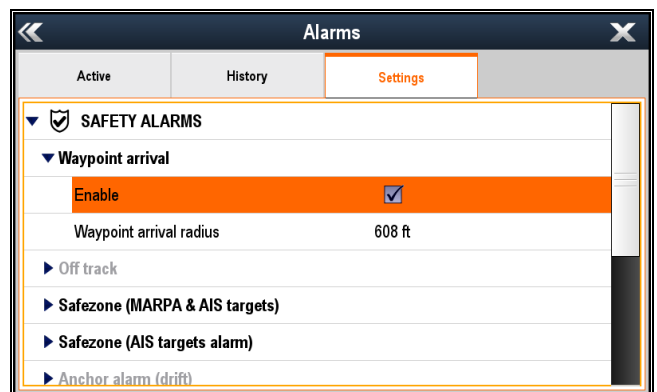 Alarms
Active History Settings
SAFETY ALARMS
Waypoint arrival
Enable
Waypoint arrival radius 608 ft
Off track
Safezone (MARPA & AIS targets)
Safezone (AIS targets alarm)
Anchor alarm (drift)